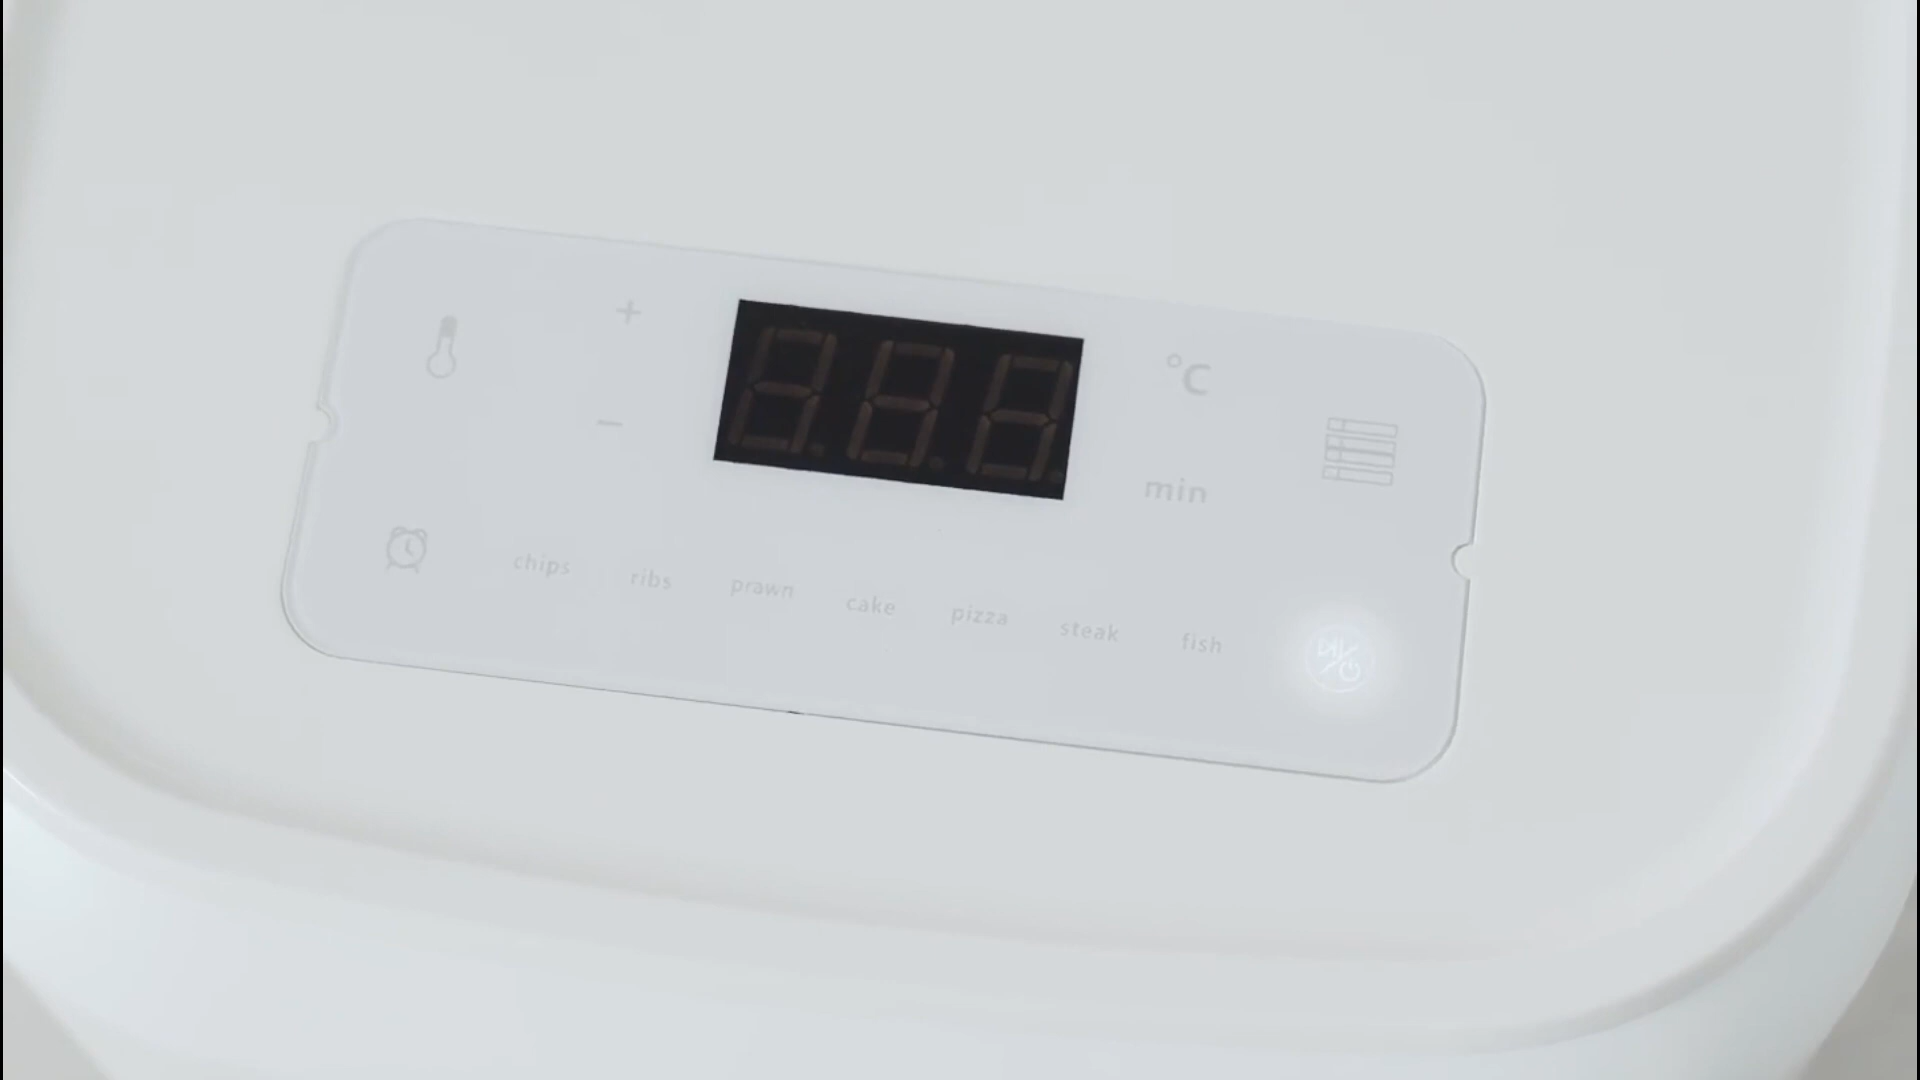 +
−
°C
min
chips ribs prawn cake pizza steak fish